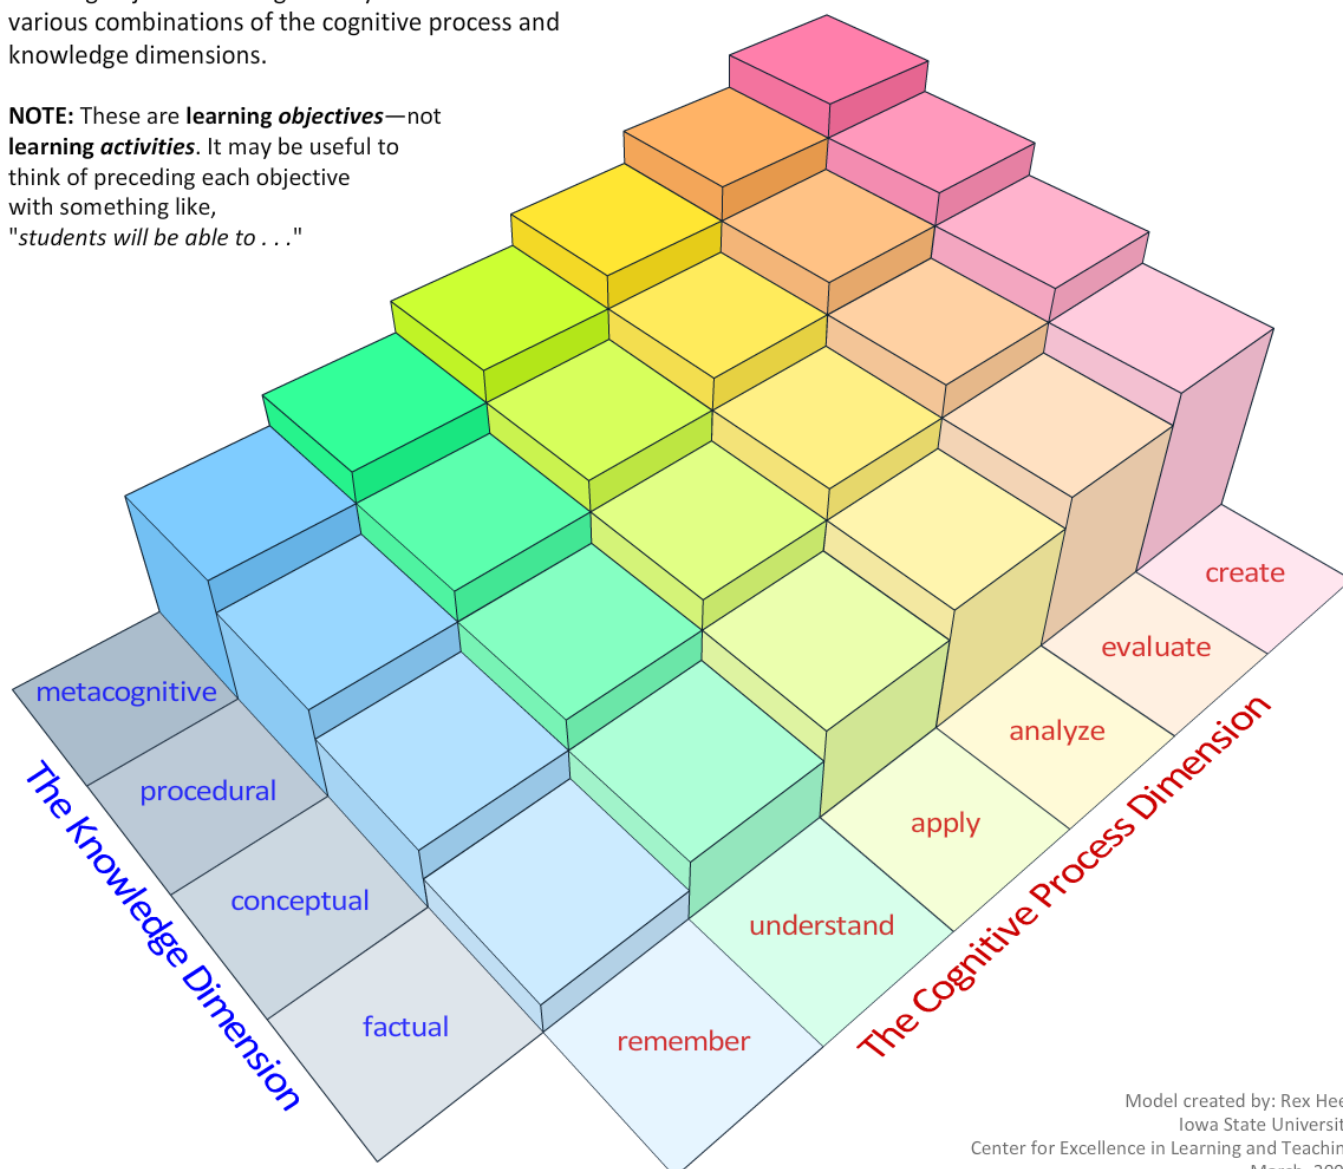 various combinations of the cognitive process and
knowledge dimensions.
NOTE: These are learning objectives—not
learning activities. It may be useful to
think of preceding each objective
with something like,
"students will be able to . . ."
metacognitive
procedural
conceptual
factual
The Knowledge Dimension
remember
understand
apply
analyze
evaluate
create
The Cognitive Process Dimension
Model created by: Rex
Iowa State
Center for Excellence in Learning and